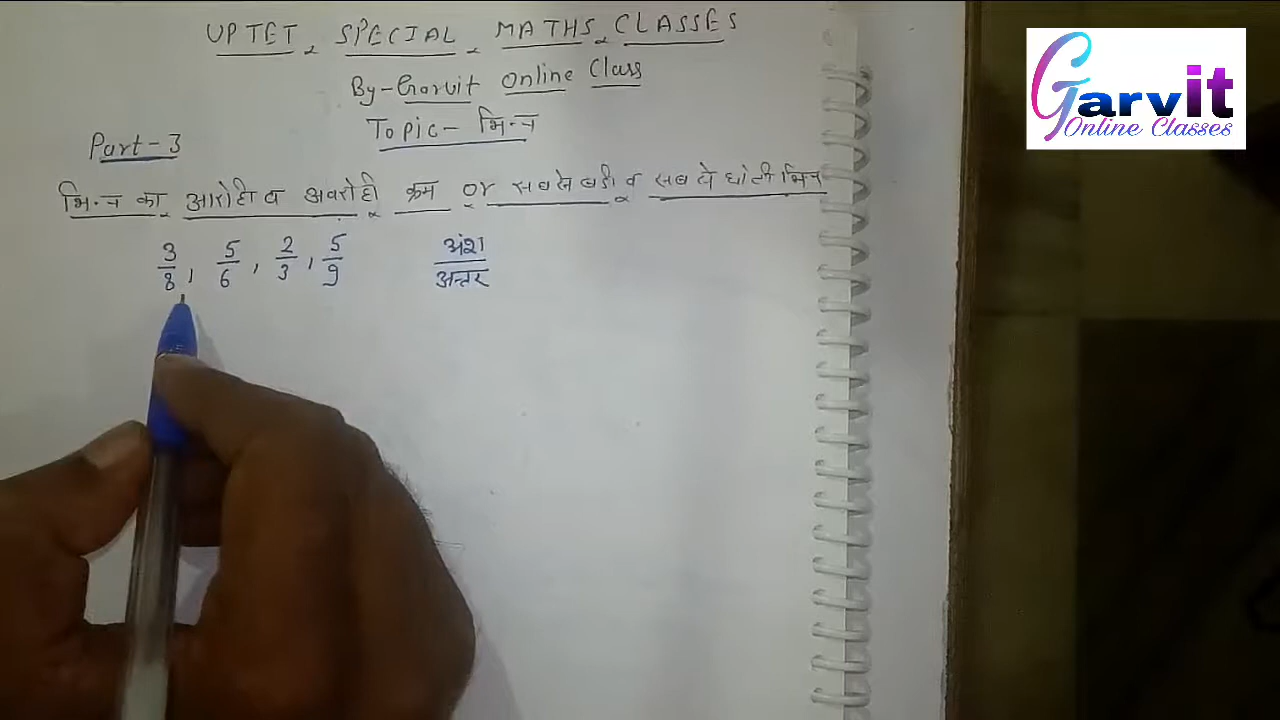 UPTET SPECIAL MATHS CLASSES
By-Garvit Online Class
Topic- भिन्न
Part-3
भिन्न का आरोही व अवरोही क्रम or सबसे बड़ी व सबसे छोटी भिन्न
3/8, 5/6, 2/3, 5/9
अंश
अन्तर
Garvit
Online Classes